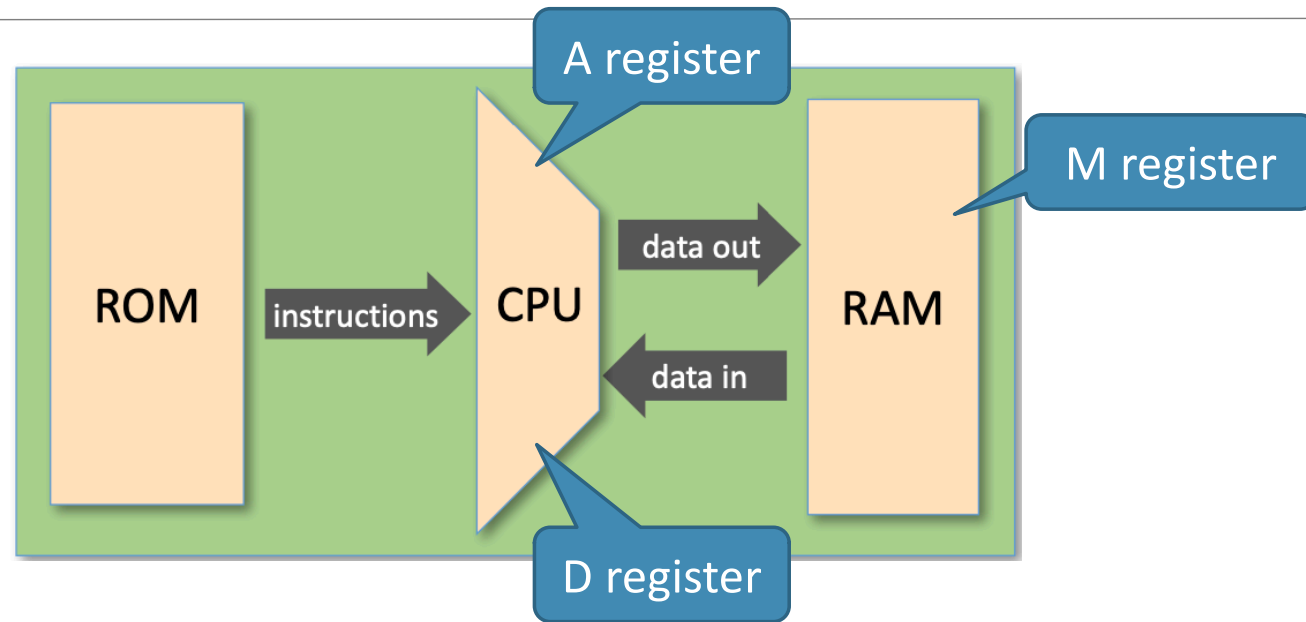 A register
M register
data out
ROM
instructions
CPU
RAM
data in
D register